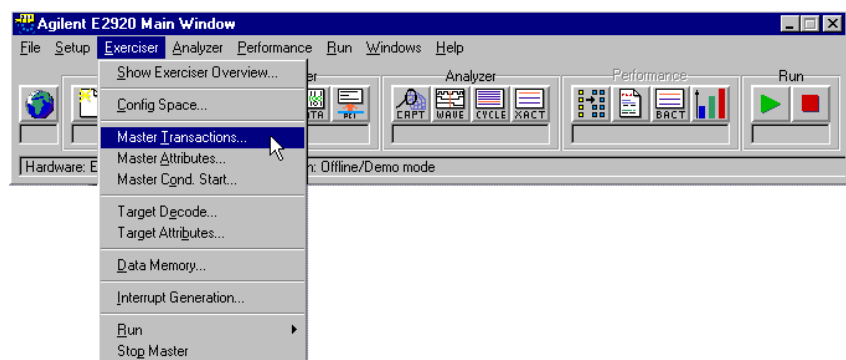 Agilent E2920 Main Window
File Setup Exerciser Analyzer Performance Run Windows Help
Show Exerciser Overview...
Config Space...
Master Transactions...
Master Attributes...
Master Cond. Start...
Target Decode...
Target Attributes...
Data Memory...
Interrupt Generation...
Run
Stop Master
Analyzer
Performance
Run
PCI
CAPT WAVE CYCLE XACT
BACT
Hardware: E
Offline/Demo mode